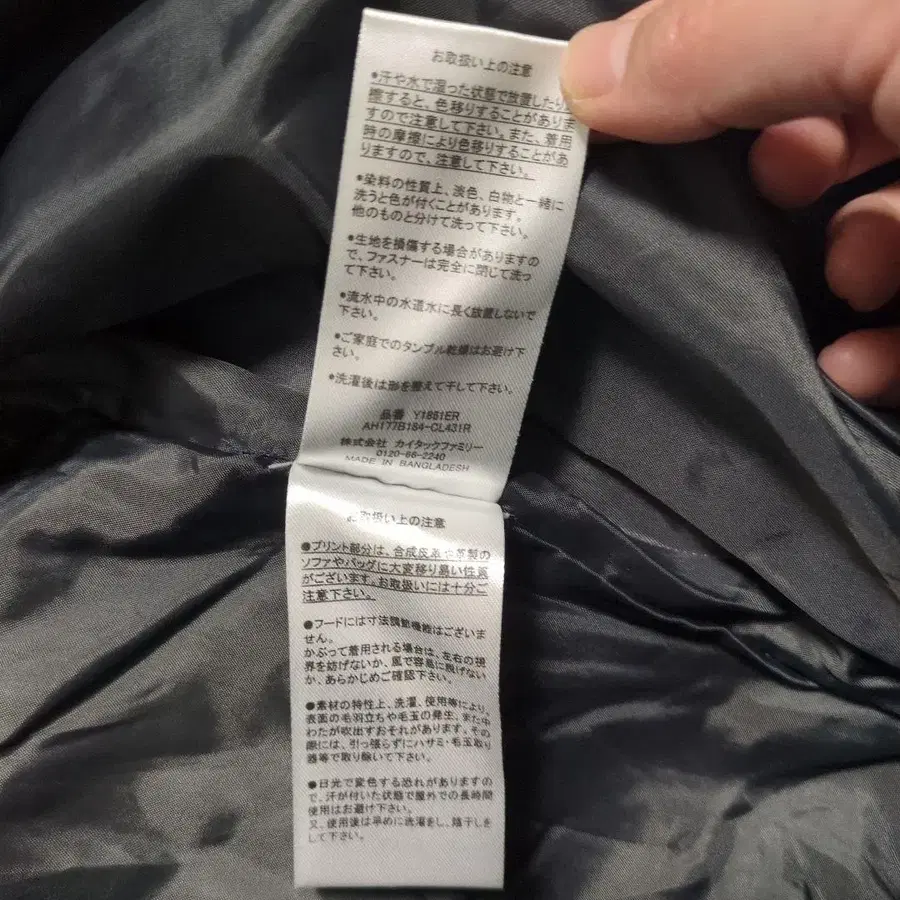 お取扱い上の注意
●汗や水で湿った状態で放置したり
擦すると、色移りすることがありま
すので注意して下さい。また、着用
時の摩擦により色移りすることがあ
りますので、注意して下さい。
●染料の性質上、淡色、白物と一緒に
洗うと色が付くことがあります。
他のものと分けて洗って下さい。
●生地を損傷する場合がありますの
で、ファスナーは完全に閉じて洗っ
て下さい。
●流水中の水道水に長く放置しないで
下さい。
●ご家庭でのタンブル乾燥はお避け下
さい。
●洗濯後は形を整えて干して下さい。
品番 Y1851ER
AH177B184-CL431R
株式会社 カイタックファミリー
0120-66-2240
MADE IN BANGLADESH
お取扱い上の注意
●プリント部分は、合成皮革や革製の
ソファやバッグに大変移り易い性質
がございます。お取扱いには十分ご
注意下さい。
●フードには寸法調節機能はございま
せん。
かぶって着用される場合は、左右の視
界を妨げないか、風で容易に脱げない
か、あらかじめご確認下さい。
●素材の特性上、洗濯、使用等により、
表面の毛羽立ちや毛玉の発生、また中
わたが吹出すおそれがあります。その
際には、引っ張らずにハサミ・毛玉取り
器等で取り除いて下さい。
●日光で変色する恐れがありますの
で、汗が付いた状態で屋外での長時間
使用はお避け下さい。
又、使用後は早めに洗濯をし、陰干しを
して下さい。